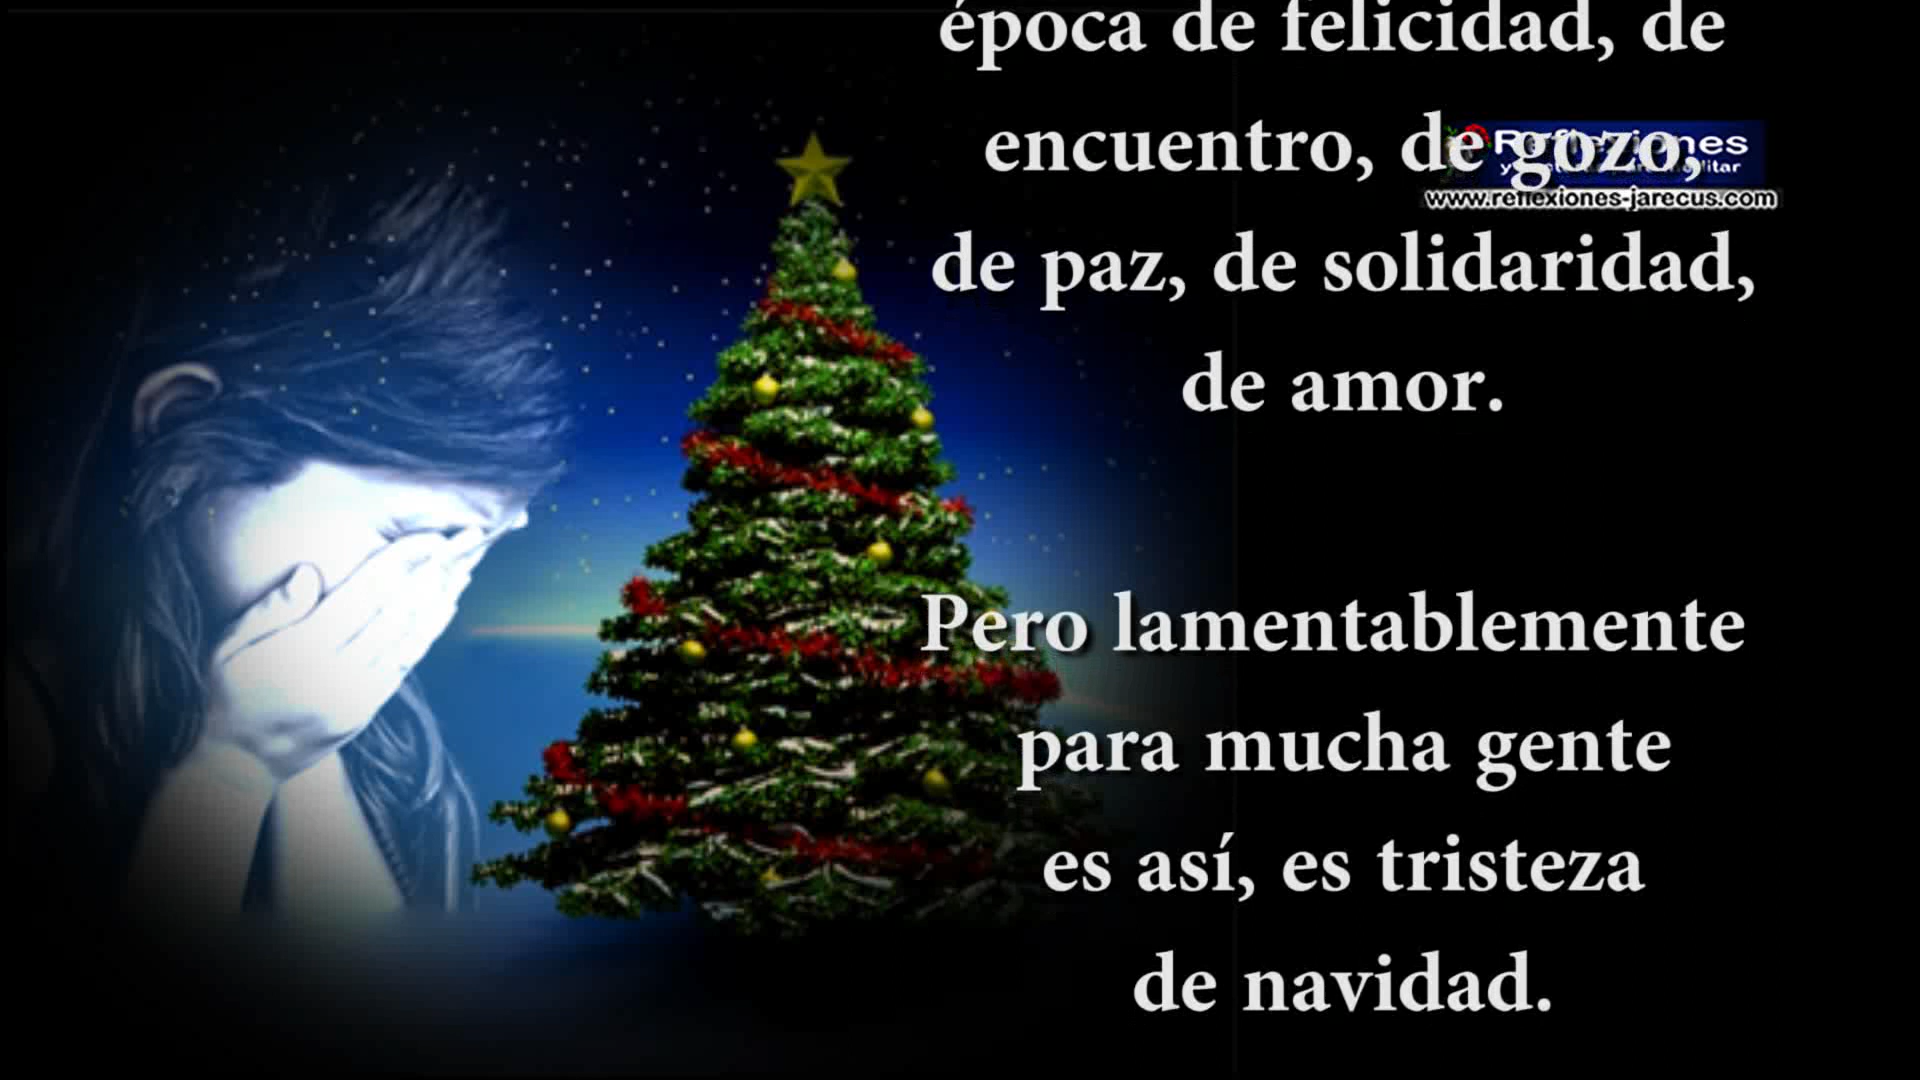 época de felicidad, de
encuentro, de gozo,
Reflexiones
www.reflexiones-jarecus.com
de paz, de solidaridad,
de amor.
Pero lamentablemente
para mucha gente
es así, es tristeza
de navidad.